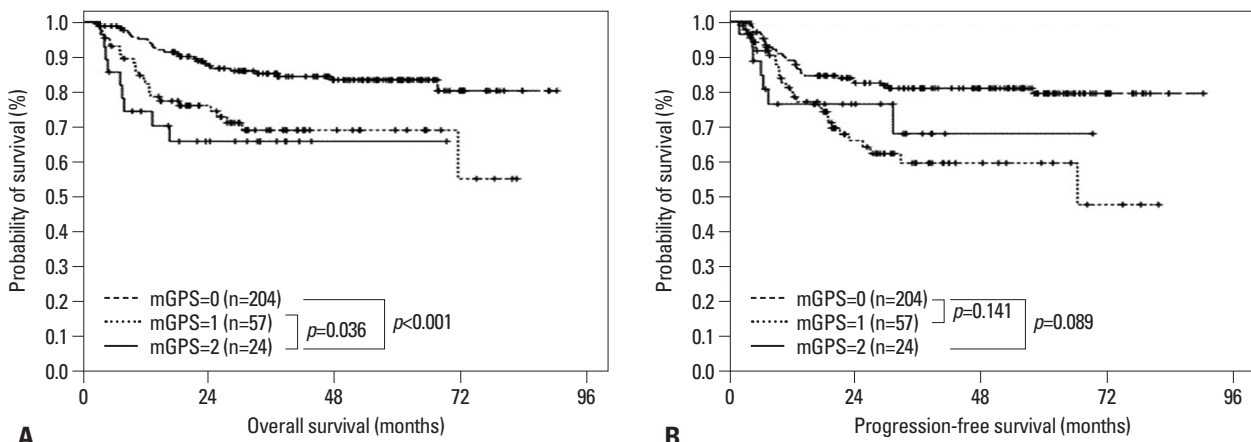 1.0
0.9
0.8
0.7
0.6
0.5
0.4
0.3
0.2
0.1
0.0
Probability of survival (%)
mGPS=0 (n=204)
mGPS=1 (n=57)
mGPS=2 (n=24)
p=0.036
p<0.001
0 24 48 72 96
Overall survival (months)
A
1.0
0.9
0.8
0.7
0.6
0.5
0.4
0.3
0.2
0.1
0.0
Probability of survival (%)
mGPS=0 (n=204)
mGPS=1 (n=57)
mGPS=2 (n=24)
p=0.141
p=0.089
0 24 48 72 96
Progression-free survival (months)
B